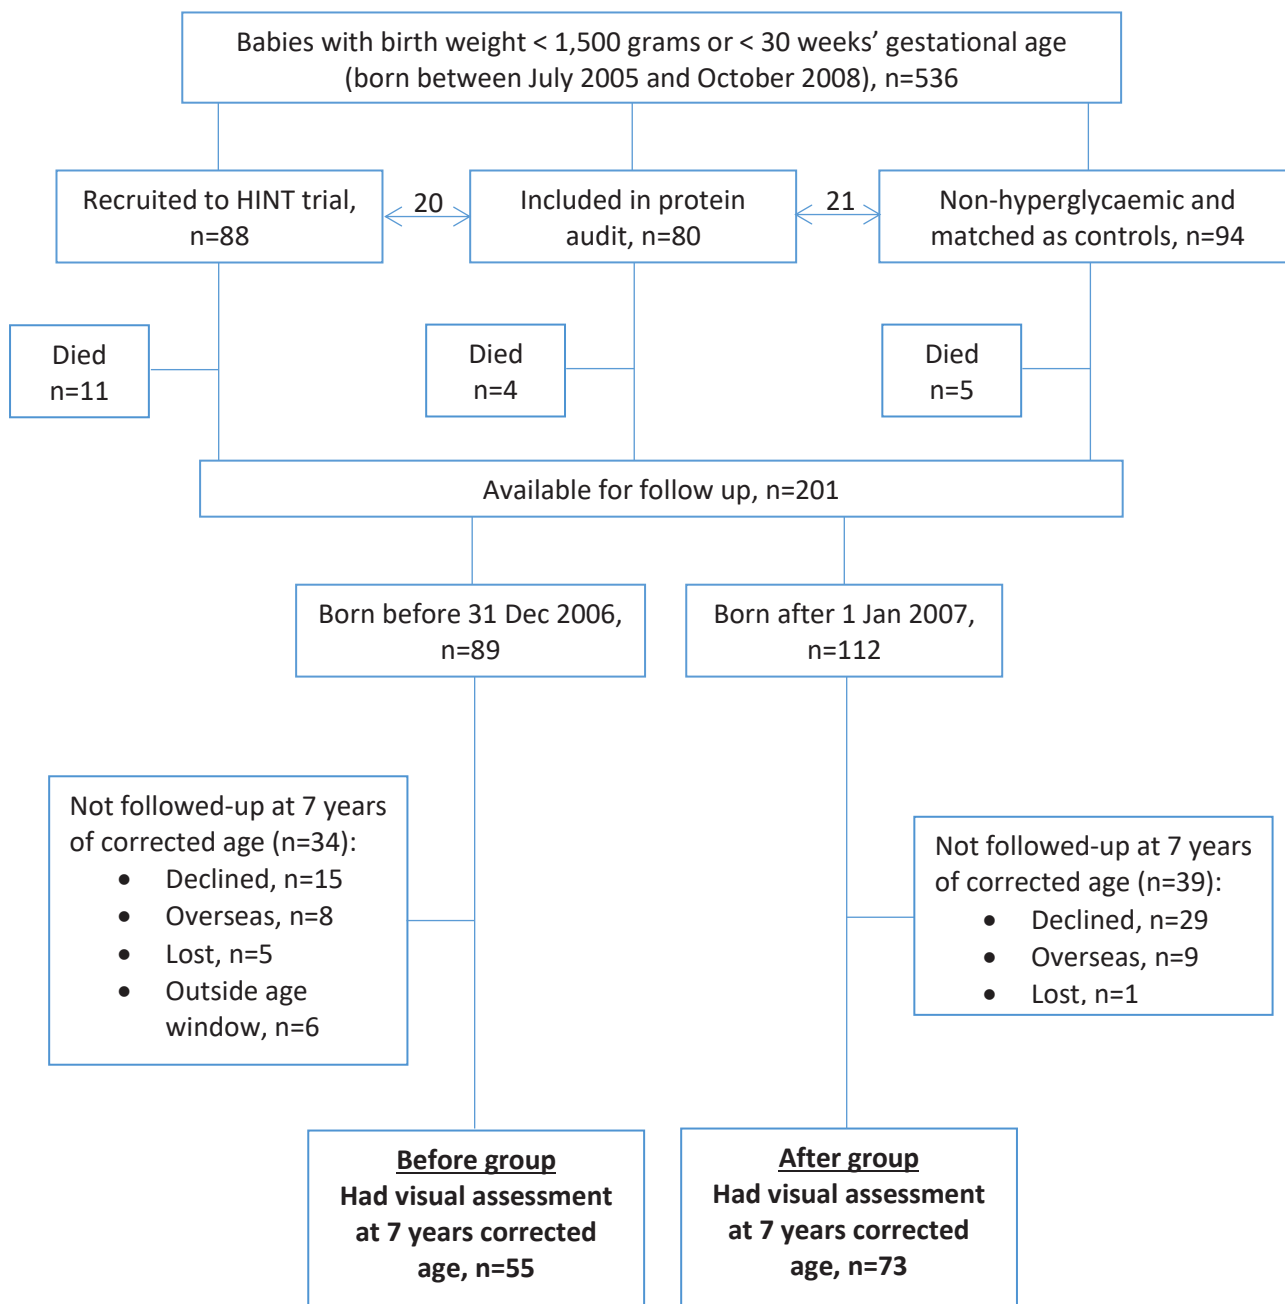 Babies with birth weight < 1,500 grams or < 30 weeks’ gestational age
(born between July 2005 and October 2008), n=536
Recruited to HINT trial,
n=88
20
Included in protein
audit, n=80
21
Non-hyperglycaemic and
matched as controls, n=94
Died
n=11
Died
n=4
Died
n=5
Available for follow up, n=201
Born before 31 Dec 2006,
n=89
Born after 1 Jan 2007,
n=112
Not followed-up at 7 years
of corrected age (n=34):
• Declined, n=15
• Overseas, n=8
• Lost, n=5
• Outside age
window, n=6
Not followed-up at 7 years
of corrected age (n=39):
• Declined, n=29
• Overseas, n=9
• Lost, n=1
Before group
Had visual assessment
at 7 years corrected
age, n=55
After group
Had visual assessment
at 7 years corrected
age, n=73